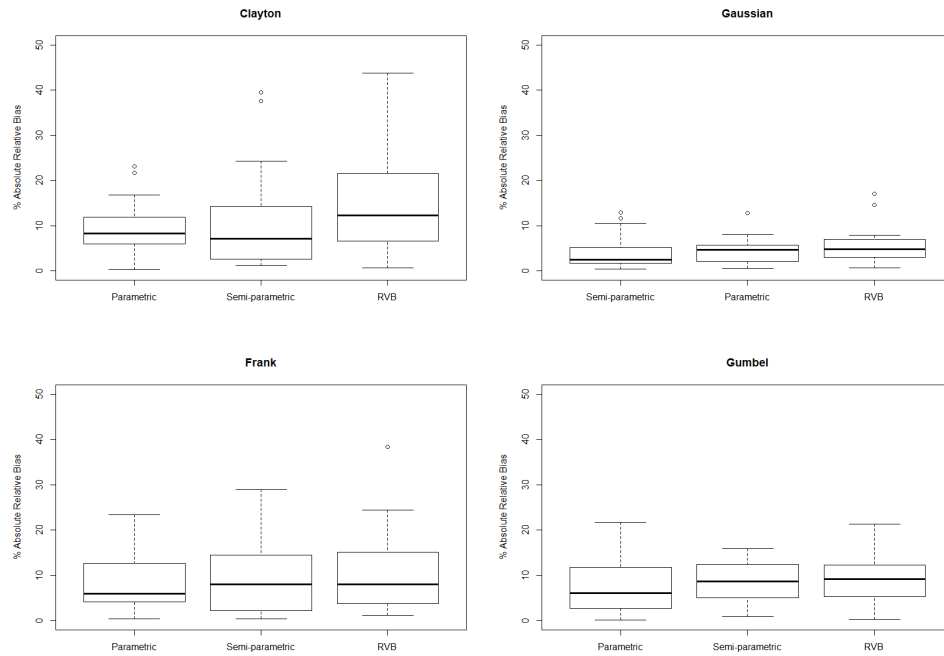 Clayton
% Absolute Relative Bias
50
40
30
20
10
0
Parametric
Semi-parametric
RVB
Gaussian
% Absolute Relative Bias
50
40
30
20
10
0
Semi-parametric
Parametric
RVB
Frank
% Absolute Relative Bias
50
40
30
20
10
0
Parametric
Semi-parametric
RVB
Gumbel
% Absolute Relative Bias
50
40
30
20
10
0
Parametric
Semi-parametric
RVB